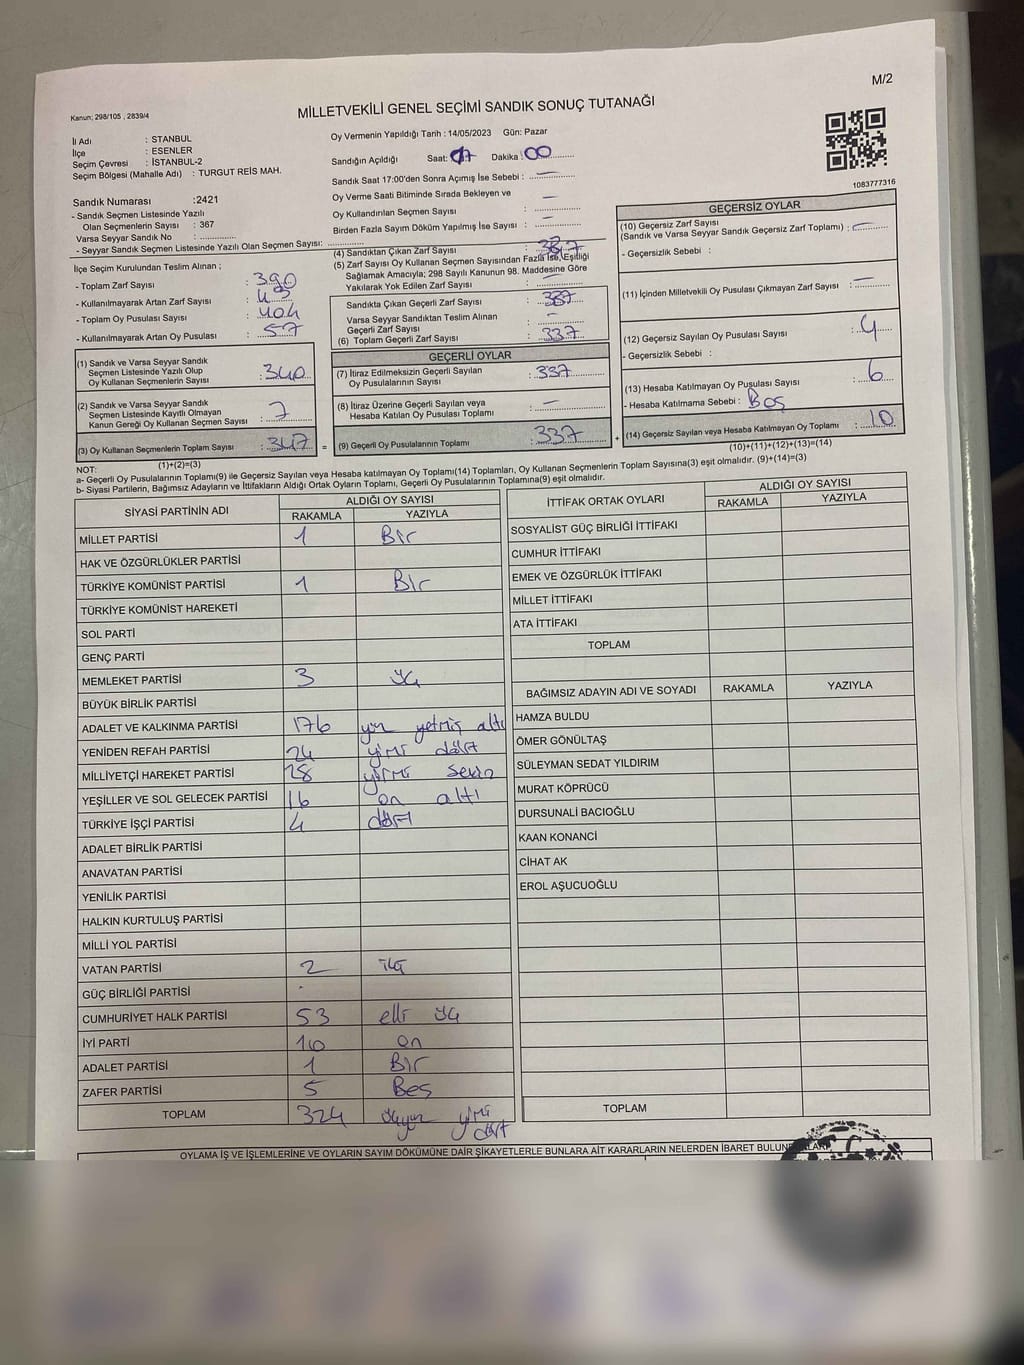 M/2
Kanun; 298/105 , 2839/4
MİLLETVEKİLİ GENEL SEÇİMİ SANDIK SONUÇ TUTANAĞI
İl Adı : STANBUL
İlçe : ESENLER
Seçim Çevresi : İSTANBUL-2
Seçim Bölgesi (Mahalle Adı) : TURGUT REİS MAH.
Oy Vermenin Yapıldığı Tarih : 14/05/2023 Gün: Pazar
Sandığın Açıldığı Saat: 17 Dakika: 00
Sandık Saat 17:00'den Sonra Açımış İse Sebebi : —
Oy Verme Saati Bitiminde Sırada Bekleyen ve
Oy Kullandırılan Seçmen Sayısı : —
Birden Fazla Sayım Döküm Yapılmış İse Sayısı : —
1083777316
Sandık Numarası :2421
- Sandık Seçmen Listesinde Yazılı
Olan Seçmenlerin Sayısı : 367
Varsa Seyyar Sandık No :
- Seyyar Sandık Seçmen Listesinde Yazılı Olan Seçmen Sayısı:
İlçe Seçim Kurulundan Teslim Alınan ;
- Toplam Zarf Sayısı : 390
- Kullanılmayarak Artan Zarf Sayısı : 43
- Toplam Oy Pusulası Sayısı : 404
- Kullanılmayarak Artan Oy Pusulası : 57
(4) Sandıktan Çıkan Zarf Sayısı :
(5) Zarf Sayısı Oy Kullanan Seçmen Sayısından Fazla İse, Eşitliği
Sağlamak Amacıyla; 298 Sayılı Kanunun 98. Maddesine Göre
Yakılarak Yok Edilen Zarf Sayısı : —
Sandıkta Çıkan Geçerli Zarf Sayısı : 337
Varsa Seyyar Sandıktan Teslim Alınan
Geçerli Zarf Sayısı : —
(6) Toplam Geçerli Zarf Sayısı : 337
GEÇERSİZ OYLAR
(10) Geçersiz Zarf Sayısı
(Sandık ve Varsa Seyyar Sandık Geçersiz Zarf Toplamı) : —
- Geçersizlik Sebebi :
(11) İçinden Milletvekili Oy Pusulası Çıkmayan Zarf Sayısı : —
(12) Geçersiz Sayılan Oy Pusulası Sayısı : 4
- Geçersizlik Sebebi :
(13) Hesaba Katılmayan Oy Pusulası Sayısı : 6
- Hesaba Katılmama Sebebi : Boş
(14) Geçersiz Sayılan veya Hesaba Katılmayan Oy Toplamı : 10
(10)+(11)+(12)+(13)=(14)
(1) Sandık ve Varsa Seyyar Sandık
Seçmen Listesinde Yazılı Olup
Oy Kullanan Seçmenlerin Sayısı : 340
(2) Sandık ve Varsa Seyyar Sandık
Seçmen Listesinde Kayıtlı Olmayan
Kanun Gereği Oy Kullanan Seçmen Sayısı : 7
(3) Oy Kullanan Seçmenlerin Toplam Sayısı : 347 =
(1)+(2)=(3)
GEÇERLİ OYLAR
(7) İtiraz Edilmeksizin Geçerli Sayılan
Oy Pusulalarının Sayısı : 337
(8) İtiraz Üzerine Geçerli Sayılan veya
Hesaba Katılan Oy Pusulası Toplamı : —
(9) Geçerli Oy Pusulalarının Toplamı : 337 +
NOT:
a- Geçerli Oy Pusulalarının Toplamı(9) ile Geçersiz Sayılan veya Hesaba katılmayan Oy Toplamı(14) Toplamları, Oy Kullanan Seçmenlerin Toplam Sayısına(3) eşit olmalıdır. (9)+(14)=(3)
b- Siyasi Partilerin, Bağımsız Adayların ve İttifakların Aldığı Ortak Oyların Toplamı, Geçerli Oy Pusulalarının Toplamına(9) eşit olmalıdır.
SİYASİ PARTİNİN ADI ALDIĞI OY SAYISI
RAKAMLA YAZIYLA
MİLLET PARTİSİ 1 Bir
HAK VE ÖZGÜRLÜKLER PARTİSİ
TÜRKİYE KOMÜNİST PARTİSİ 1 Bir
TÜRKİYE KOMÜNİST HAREKETİ
SOL PARTİ
GENÇ PARTİ
MEMLEKET PARTİSİ 3 üç
BÜYÜK BİRLİK PARTİSİ
ADALET VE KALKINMA PARTİSİ 176 yüz yetmiş altı
YENİDEN REFAH PARTİSİ 24 yirmi dört
MİLLİYETÇİ HAREKET PARTİSİ 28 yirmi sekiz
YEŞİLLER VE SOL GELECEK PARTİSİ 16 on altı
TÜRKİYE İŞÇİ PARTİSİ 4 dört
ADALET BİRLİK PARTİSİ
ANAVATAN PARTİSİ
YENİLİK PARTİSİ
HALKIN KURTULUŞ PARTİSİ
MİLLİ YOL PARTİSİ
VATAN PARTİSİ 2 iki
GÜÇ BİRLİĞİ PARTİSİ
CUMHURİYET HALK PARTİSİ 53 elli üç
İYİ PARTİ 10 on
ADALET PARTİSİ 1 Bir
ZAFER PARTİSİ 5 Beş
TOPLAM 324 üçyüz yirmi dört
İTTİFAK ORTAK OYLARI ALDIĞI OY SAYISI
RAKAMLA YAZIYLA
SOSYALİST GÜÇ BİRLİĞİ İTTİFAKI
CUMHUR İTTİFAKI
EMEK VE ÖZGÜRLÜK İTTİFAKI
MİLLET İTTİFAKI
ATA İTTİFAKI
TOPLAM
BAĞIMSIZ ADAYIN ADI VE SOYADI RAKAMLA YAZIYLA
HAMZA BULDU
ÖMER GÖNÜLTAŞ
SÜLEYMAN SEDAT YILDIRIM
MURAT KÖPRÜCÜ
DURSUNALİ BACIOĞLU
KAAN KONANCİ
CİHAT AK
EROL AŞUCUOĞLU
TOPLAM
OYLAMA İŞ VE İŞLEMLERİNE VE OYLARIN SAYIM DÖKÜMÜNE DAİR ŞİKAYETLERLE BUNLARA AİT KARARLARIN NELERDEN İBARET